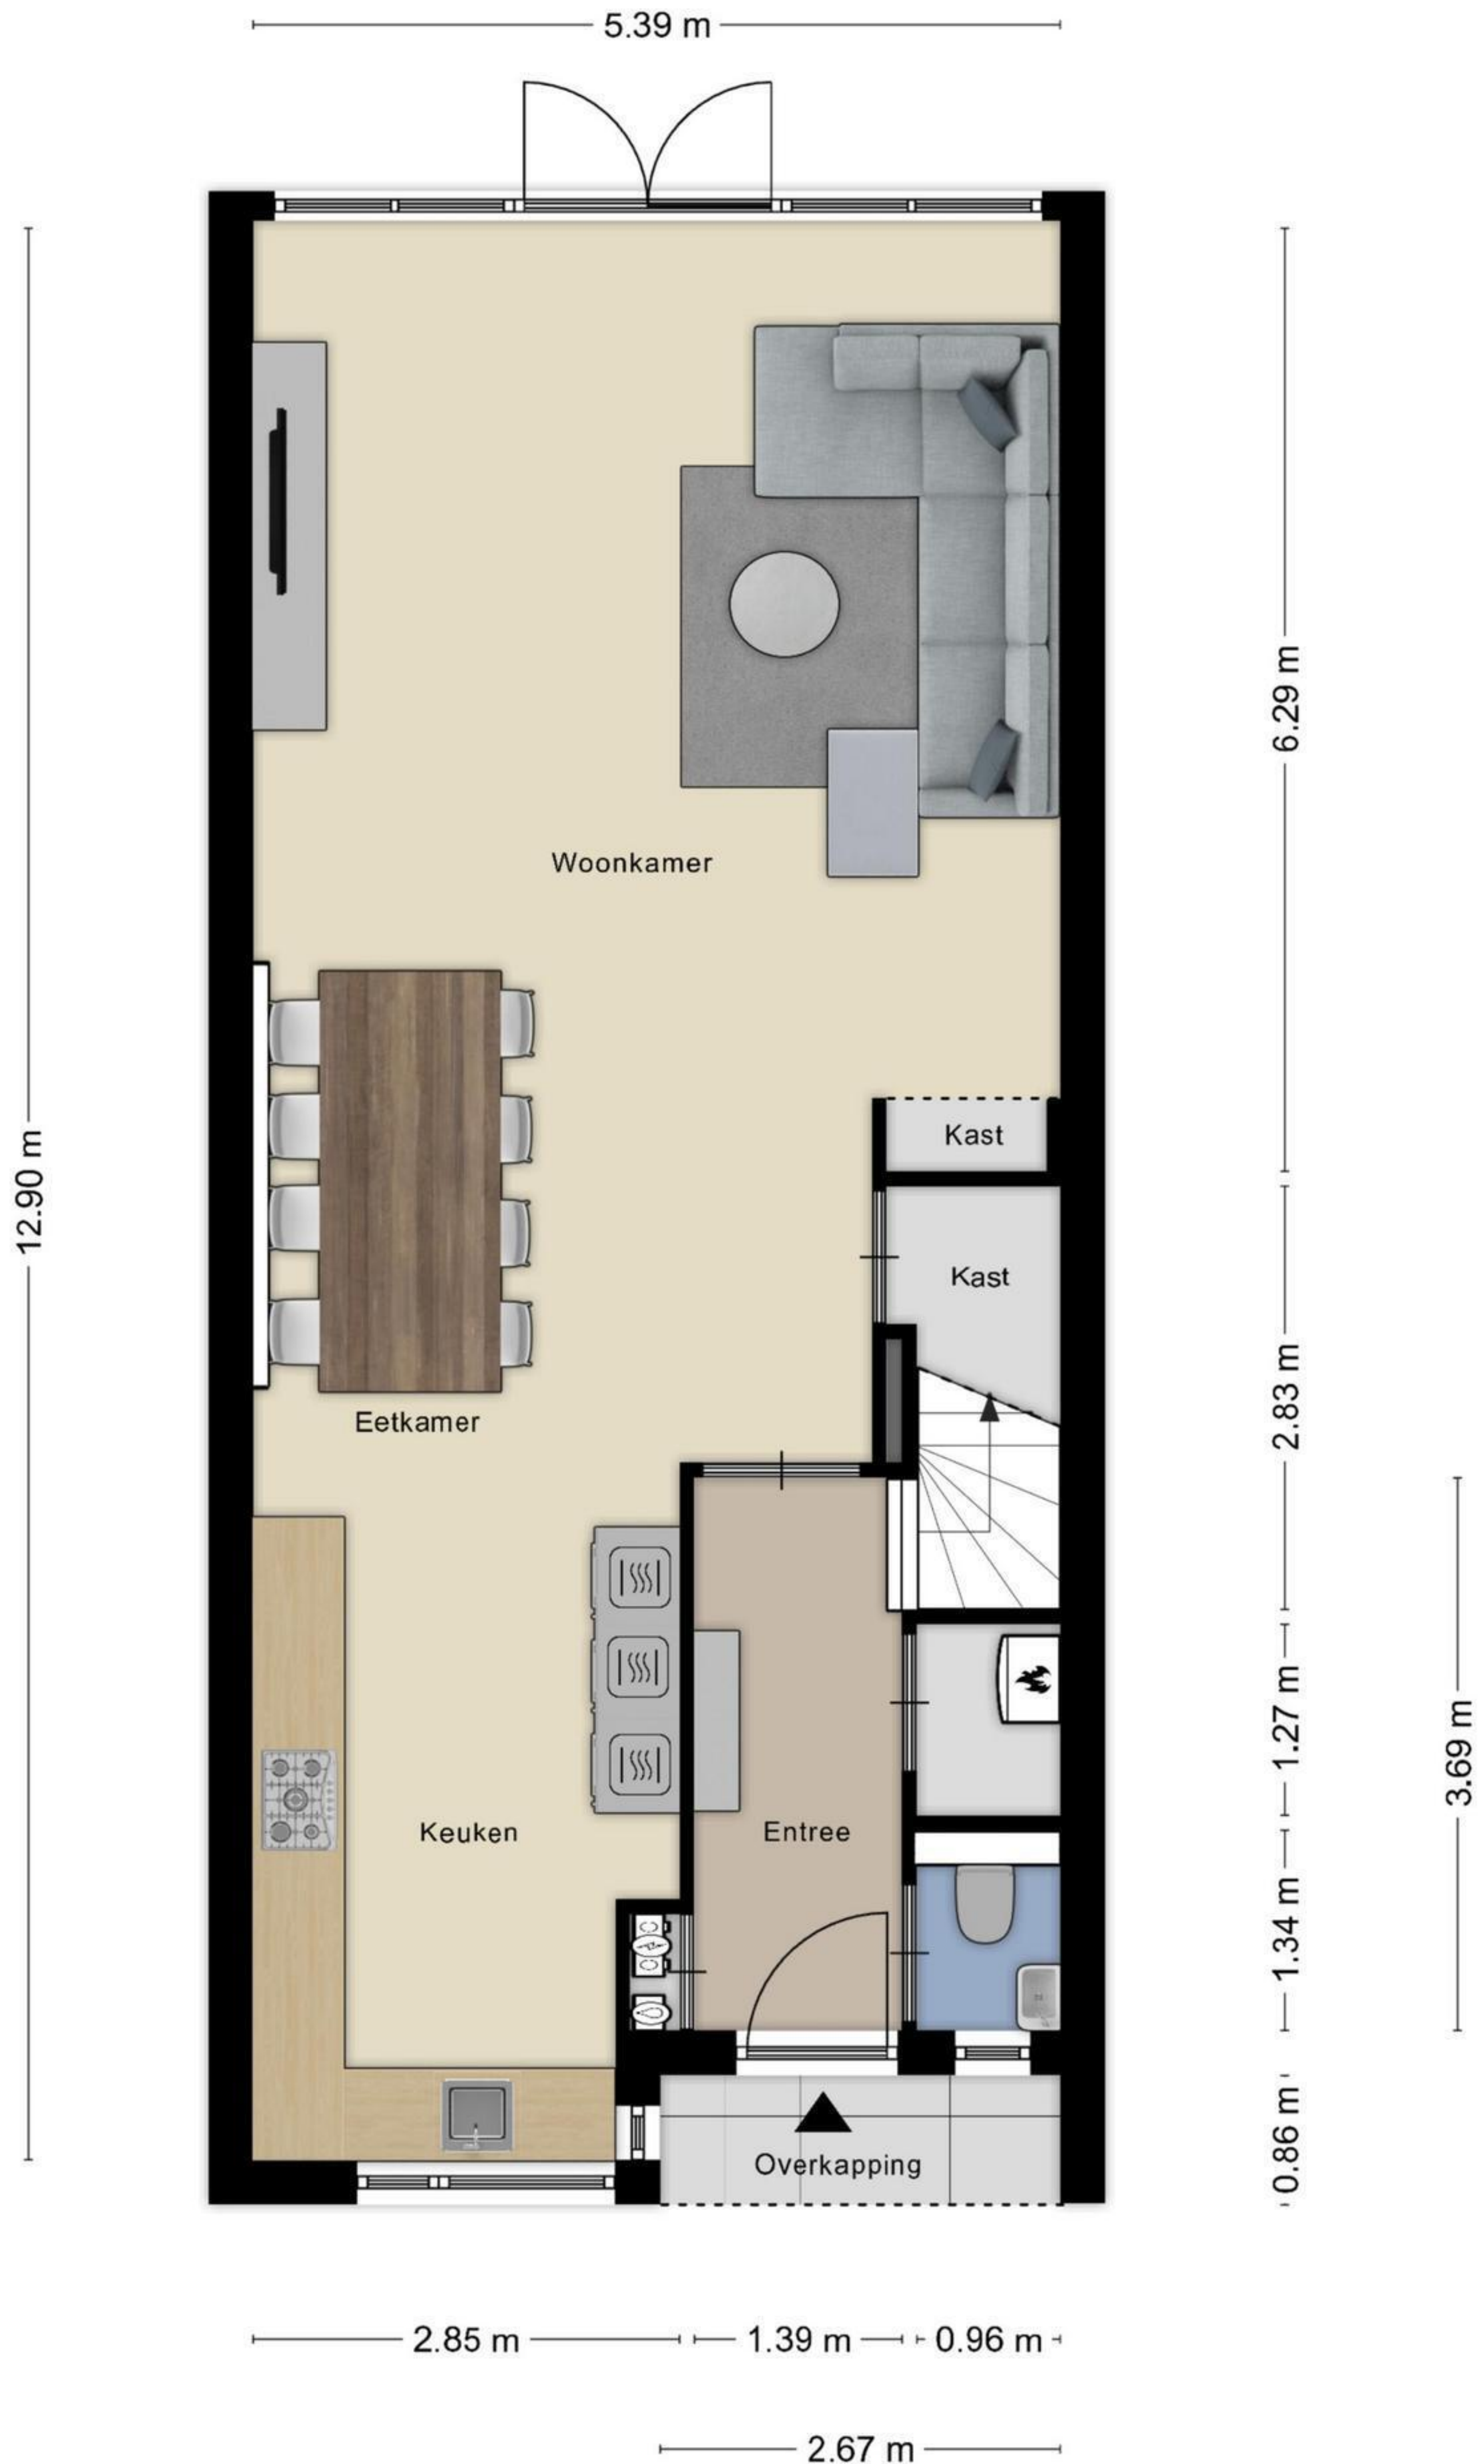 5.39 m
6.29 m
Woonkamer
12.90 m
Kast
Kast
2.83 m
Eetkamer
1.27 m
3.69 m
Keuken
Entree
1.34 m
0.86 m
Overkapping
2.85 m
1.39 m
0.96 m
2.67 m